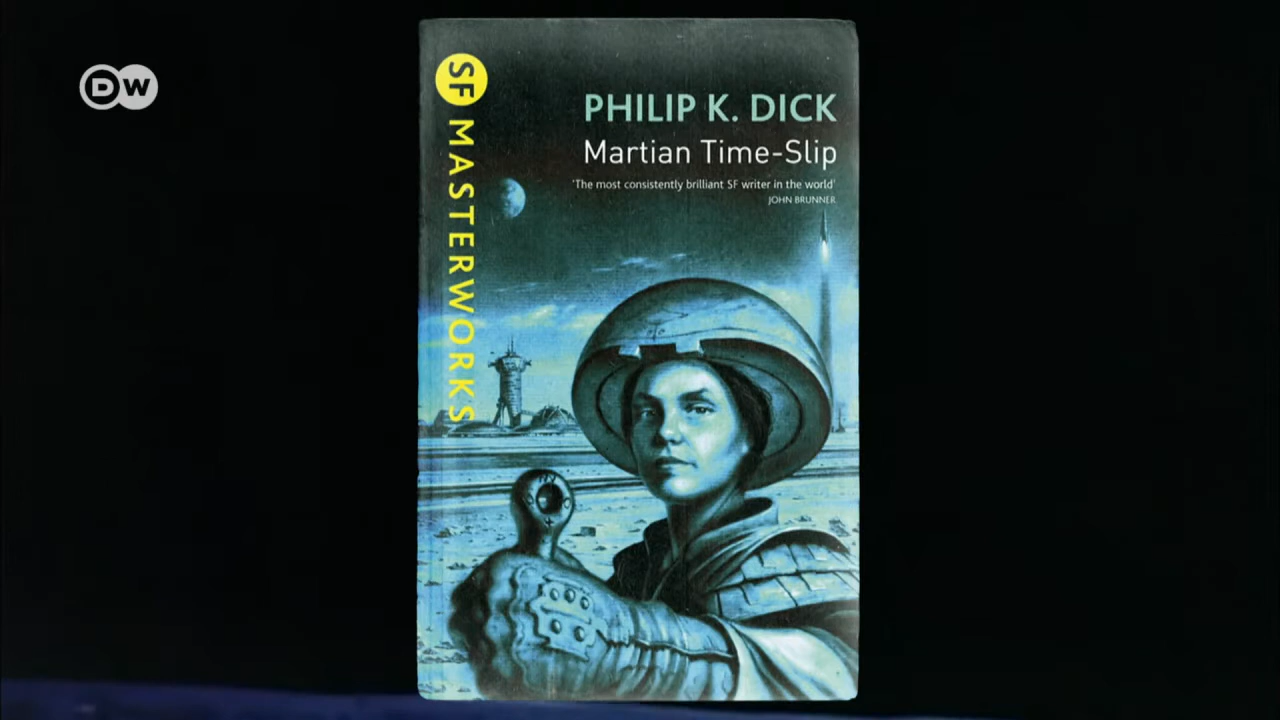 DW
SF MASTERWORKS
PHILIP K. DICK
Martian Time-Slip
'The most consistently brilliant SF writer in the world'
JOHN BRUNNER